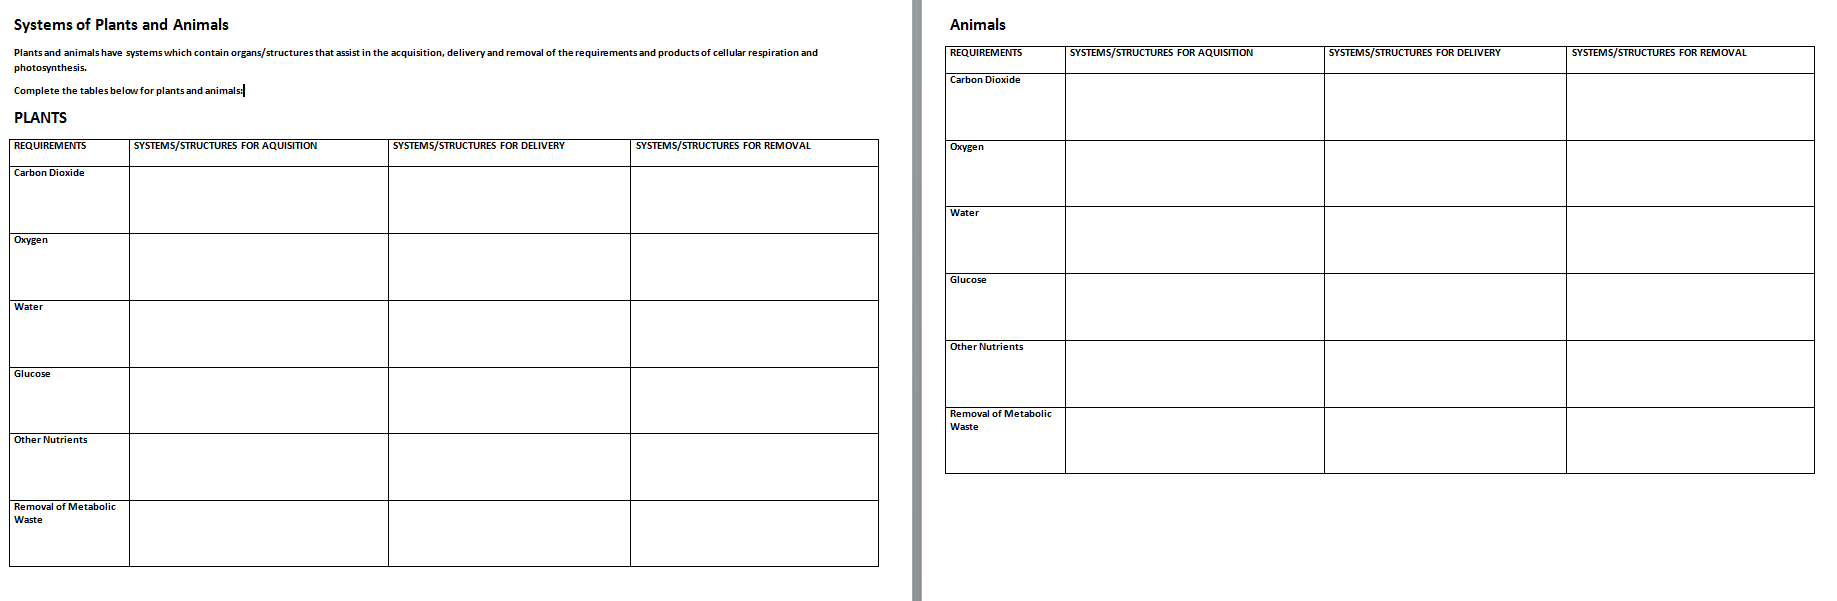 Systems of Plants and Animals
Plants and animals have systems which contain organs/structures that assist in the acquisition, delivery and removal of the requirements and products of cellular respiration and
photosynthesis.
Complete the tables below for plants and animals:
PLANTS
REQUIREMENTS SYSTEMS/STRUCTURES FOR AQUISITION SYSTEMS/STRUCTURES FOR DELIVERY SYSTEMS/STRUCTURES FOR REMOVAL
Carbon Dioxide
Oxygen
Water
Glucose
Other Nutrients
Removal of Metabolic
Waste
Animals
REQUIREMENTS SYSTEMS/STRUCTURES FOR AQUISITION SYSTEMS/STRUCTURES FOR DELIVERY SYSTEMS/STRUCTURES FOR REMOVAL
Carbon Dioxide
Oxygen
Water
Glucose
Other Nutrients
Removal of Metabolic
Waste